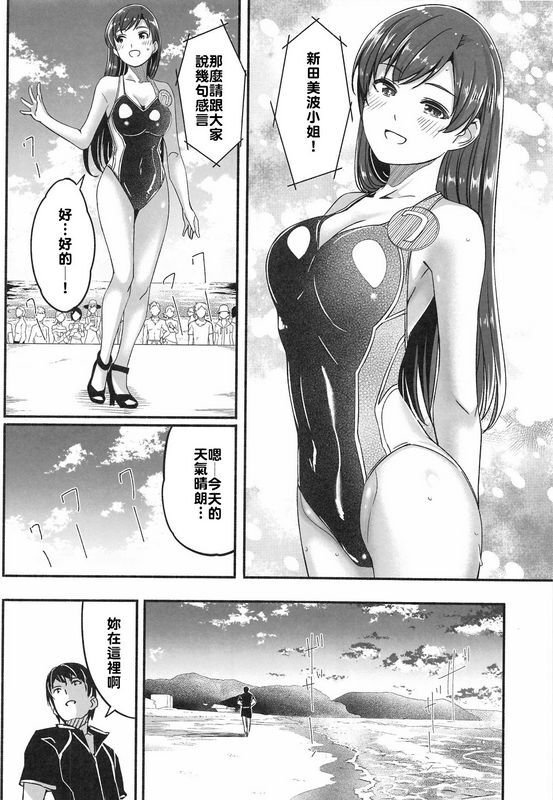 新田美波小姐！
那麼請跟大家
說幾句感言
好…好的─！
嗯─今天的
天氣晴朗…
妳在這裡啊